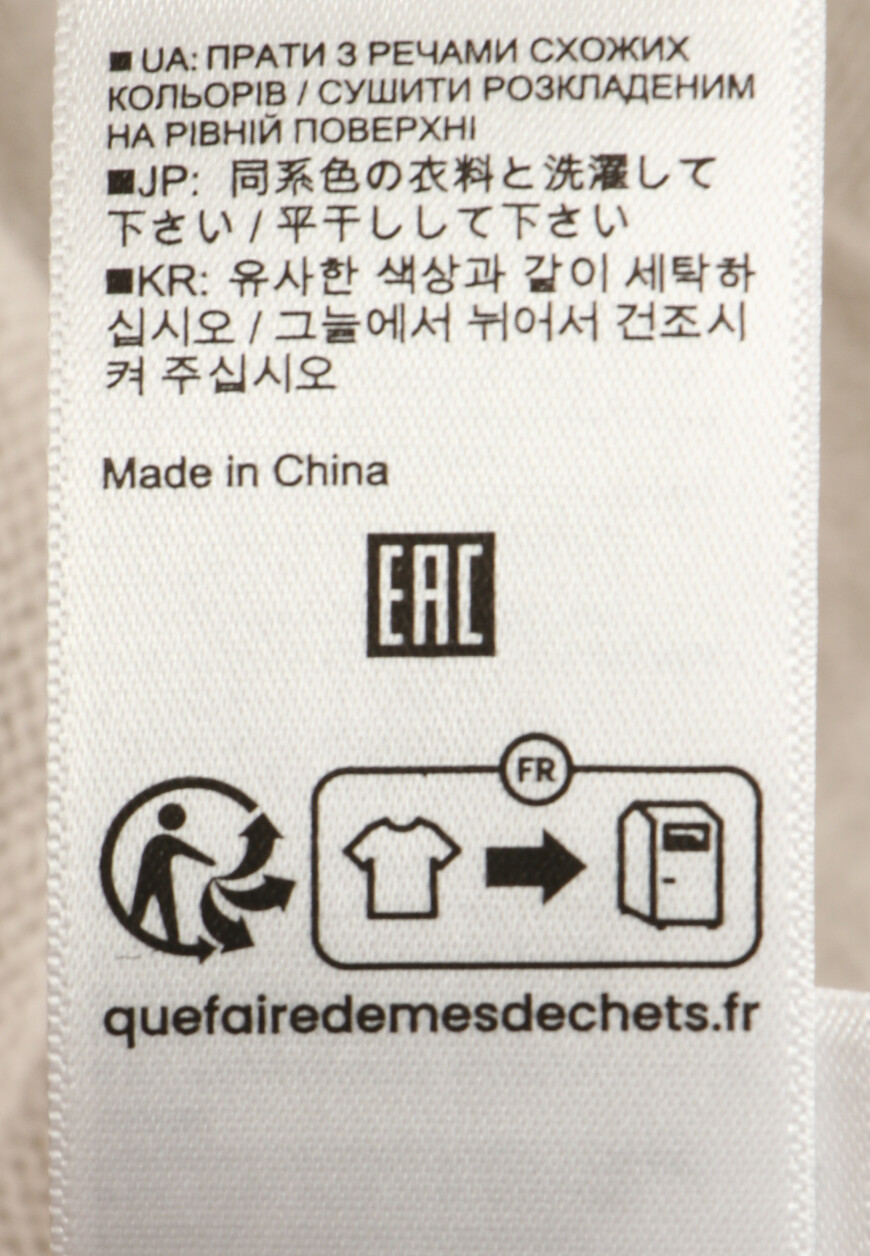 ■ UA: ПРАТИ З РЕЧАМИ СХОЖИХ
КОЛЬОРІВ / СУШИТИ РОЗКЛАДЕНИМ
НА РІВНІЙ ПОВЕРХНІ
■JP: 同系色の衣料と洗濯して
下さい / 平干ししして下さい
■KR: 유사한 색상과 같이 세탁하
십시오 / 그늘에서 뉘어서 건조시
켜 주십시오
Made in China
EAC
FR
quefairedemesdechets.fr